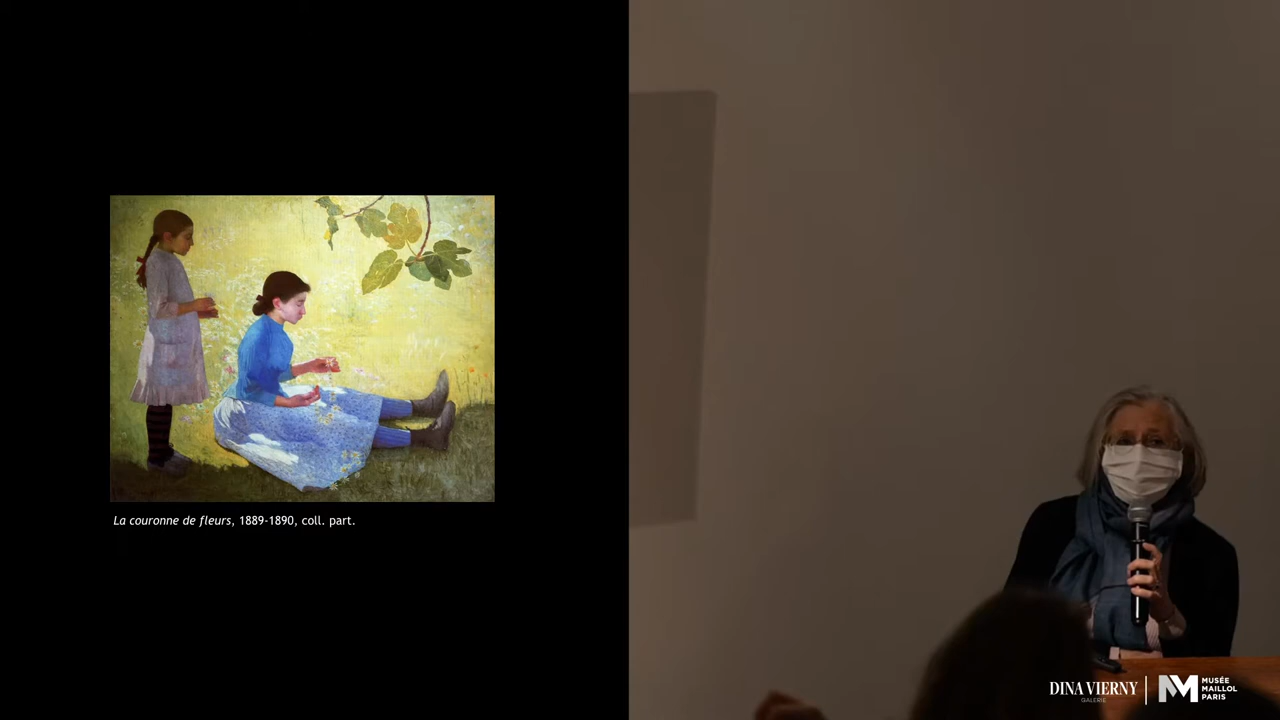 La couronne de fleurs, 1889-1890, coll. part.
DINA VIERNY
GALERIE
MUSÉE
MAILLOL
PARIS